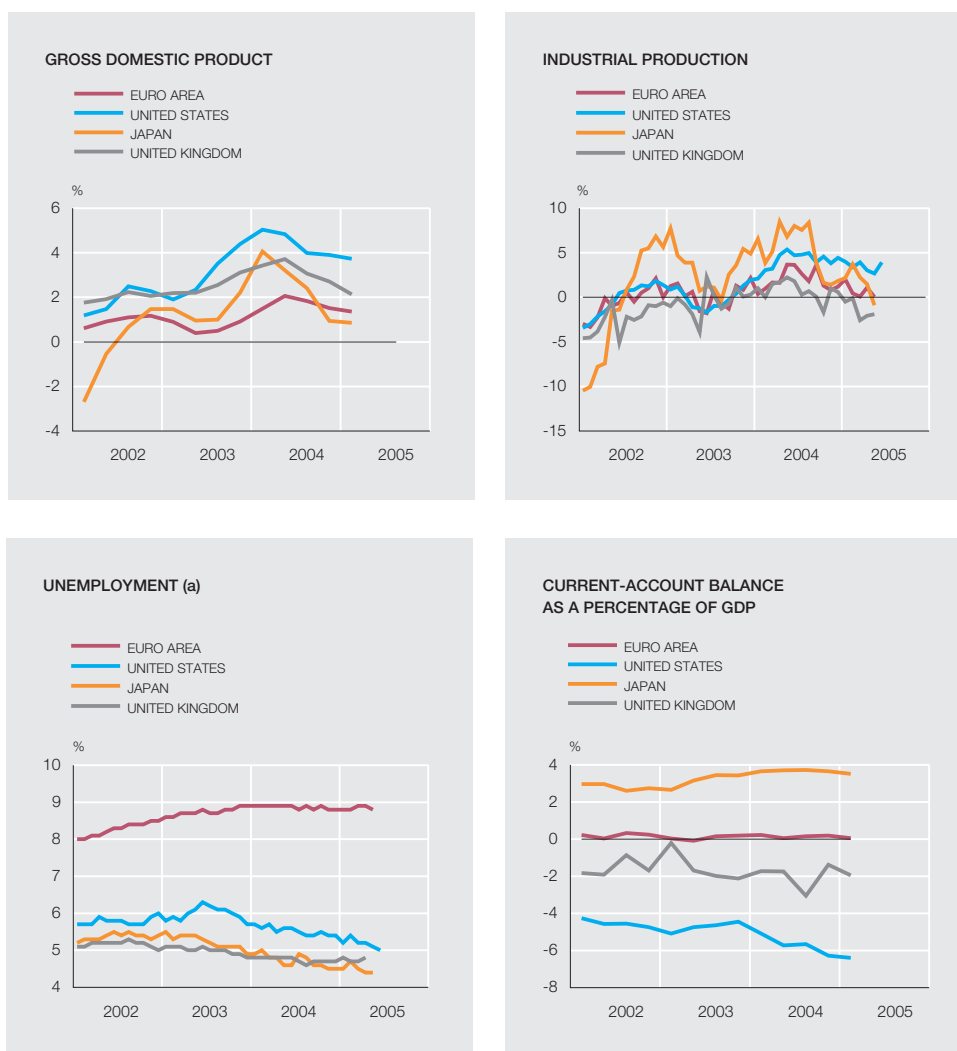 GROSS DOMESTIC PRODUCT
EURO AREA
UNITED STATES
JAPAN
UNITED KINGDOM
%
6
4
2
0
-2
-4
2002 2003 2004 2005
INDUSTRIAL PRODUCTION
EURO AREA
UNITED STATES
JAPAN
UNITED KINGDOM
%
10
5
0
-5
-10
-15
2002 2003 2004 2005
UNEMPLOYMENT (a)
EURO AREA
UNITED STATES
JAPAN
UNITED KINGDOM
%
10
9
8
7
6
5
4
2002 2003 2004 2005
CURRENT-ACCOUNT BALANCE
AS A PERCENTAGE OF GDP
EURO AREA
UNITED STATES
JAPAN
UNITED KINGDOM
%
4
2
0
-2
-4
-6
-8
2002 2003 2004 2005